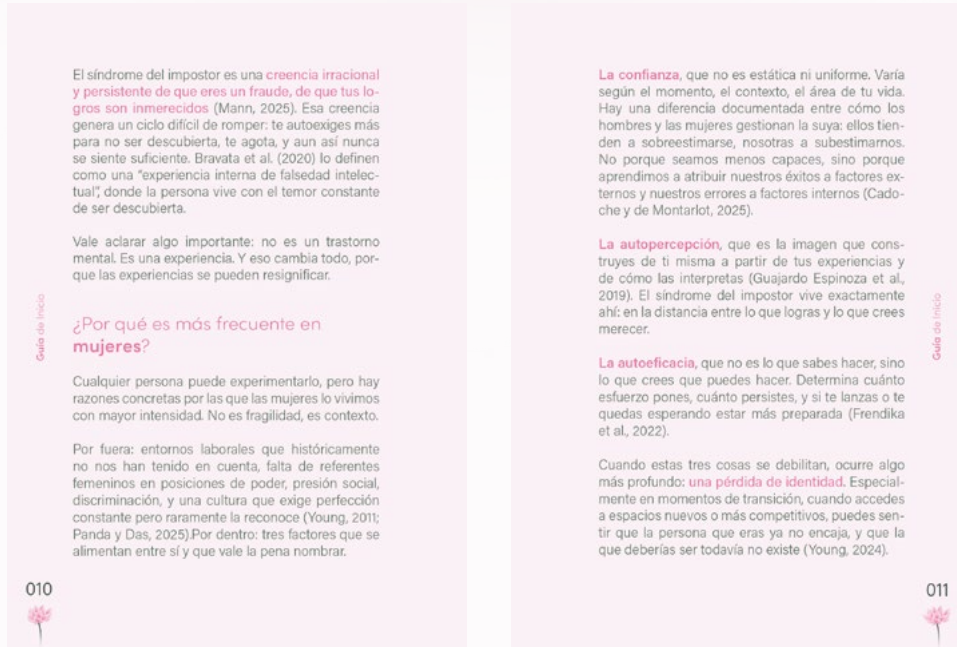 El síndrome del impostor es una creencia irracional
y persistente de que eres un fraude, de que tus lo-
gros son inmerecidos (Mann, 2025). Esa creencia
genera un ciclo difícil de romper: te autoexiges más
para no ser descubierta, te agota, y aun así nunca
se siente suficiente. Bravata et al. (2020) lo definen
como una “experiencia interna de falsedad intelec-
tual”, donde la persona vive con el temor constante
de ser descubierta.
Vale aclarar algo importante: no es un trastorno
mental. Es una experiencia. Y eso cambia todo, por-
que las experiencias se pueden resignificar.
¿Por qué es más frecuente en
mujeres?
Cualquier persona puede experimentarlo, pero hay
razones concretas por las que las mujeres lo vivimos
con mayor intensidad. No es fragilidad, es contexto.
Por fuera: entornos laborales que históricamente
no nos han tenido en cuenta, falta de referentes
femeninos en posiciones de poder, presión social,
discriminación, y una cultura que exige perfección
constante pero raramente la reconoce (Young, 2011;
Panda y Das, 2025).Por dentro: tres factores que se
alimentan entre sí y que vale la pena nombrar.
Guía de Inicio
010
La confianza, que no es estática ni uniforme. Varía
según el momento, el contexto, el área de tu vida.
Hay una diferencia documentada entre cómo los
hombres y las mujeres gestionan la suya: ellos tien-
den a sobreestimarse, nosotras a subestimarnos.
No porque seamos menos capaces, sino porque
aprendimos a atribuir nuestros éxitos a factores ex-
ternos y nuestros errores a factores internos (Cado-
che y de Montarlot, 2025).
La autopercepción, que es la imagen que cons-
truyes de ti misma a partir de tus experiencias y
de cómo las interpretas (Guajardo Espinoza et al.,
2019). El síndrome del impostor vive exactamente
ahí: en la distancia entre lo que logras y lo que crees
merecer.
La autoeficacia, que no es lo que sabes hacer, sino
lo que crees que puedes hacer. Determina cuánto
esfuerzo pones, cuánto persistes, y si te lanzas o te
quedas esperando estar más preparada (Frendika
et al., 2022).
Cuando estas tres cosas se debilitan, ocurre algo
más profundo: una pérdida de identidad. Especial-
mente en momentos de transición, cuando accedes
a espacios nuevos o más competitivos, puedes sen-
tir que la persona que eras ya no encaja, y que la
que deberías ser todavía no existe (Young, 2024).
Guía de Inicio
011